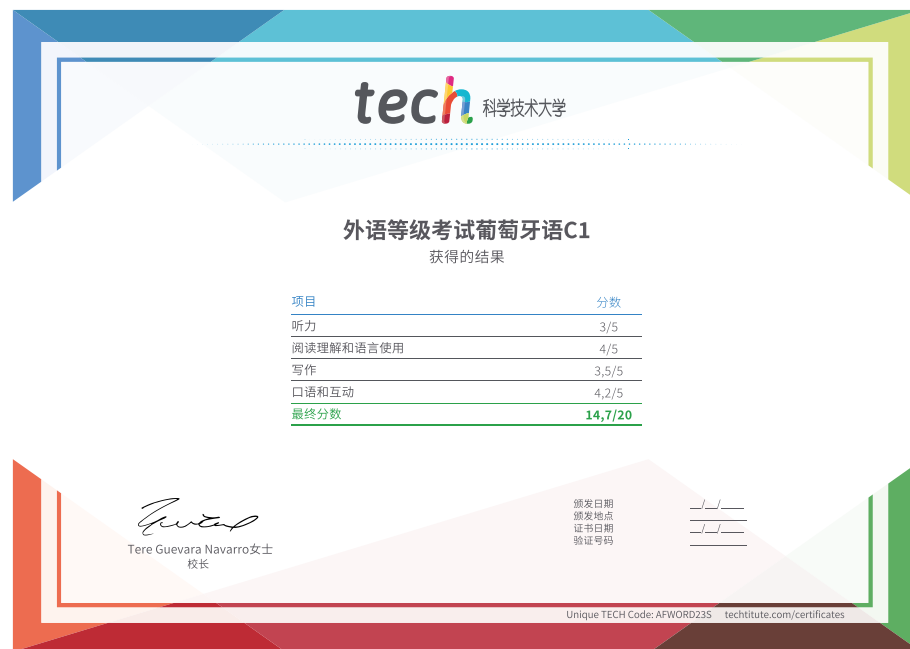 tech 科学技术大学
外语等级考试葡萄牙语C1
获得的结果
项目 分数
听力 3/5
阅读理解和语言使用 4/5
写作 3,5/5
口语和互动 4,2/5
最终分数 14,7/20
颁发日期 __/__/____
颁发地点 ________
证书日期 __/__/____
验证号码 ________
Tere Guevara Navarro女士
校长
Unique TECH Code: AFWORD23S techtitute.com/certificates